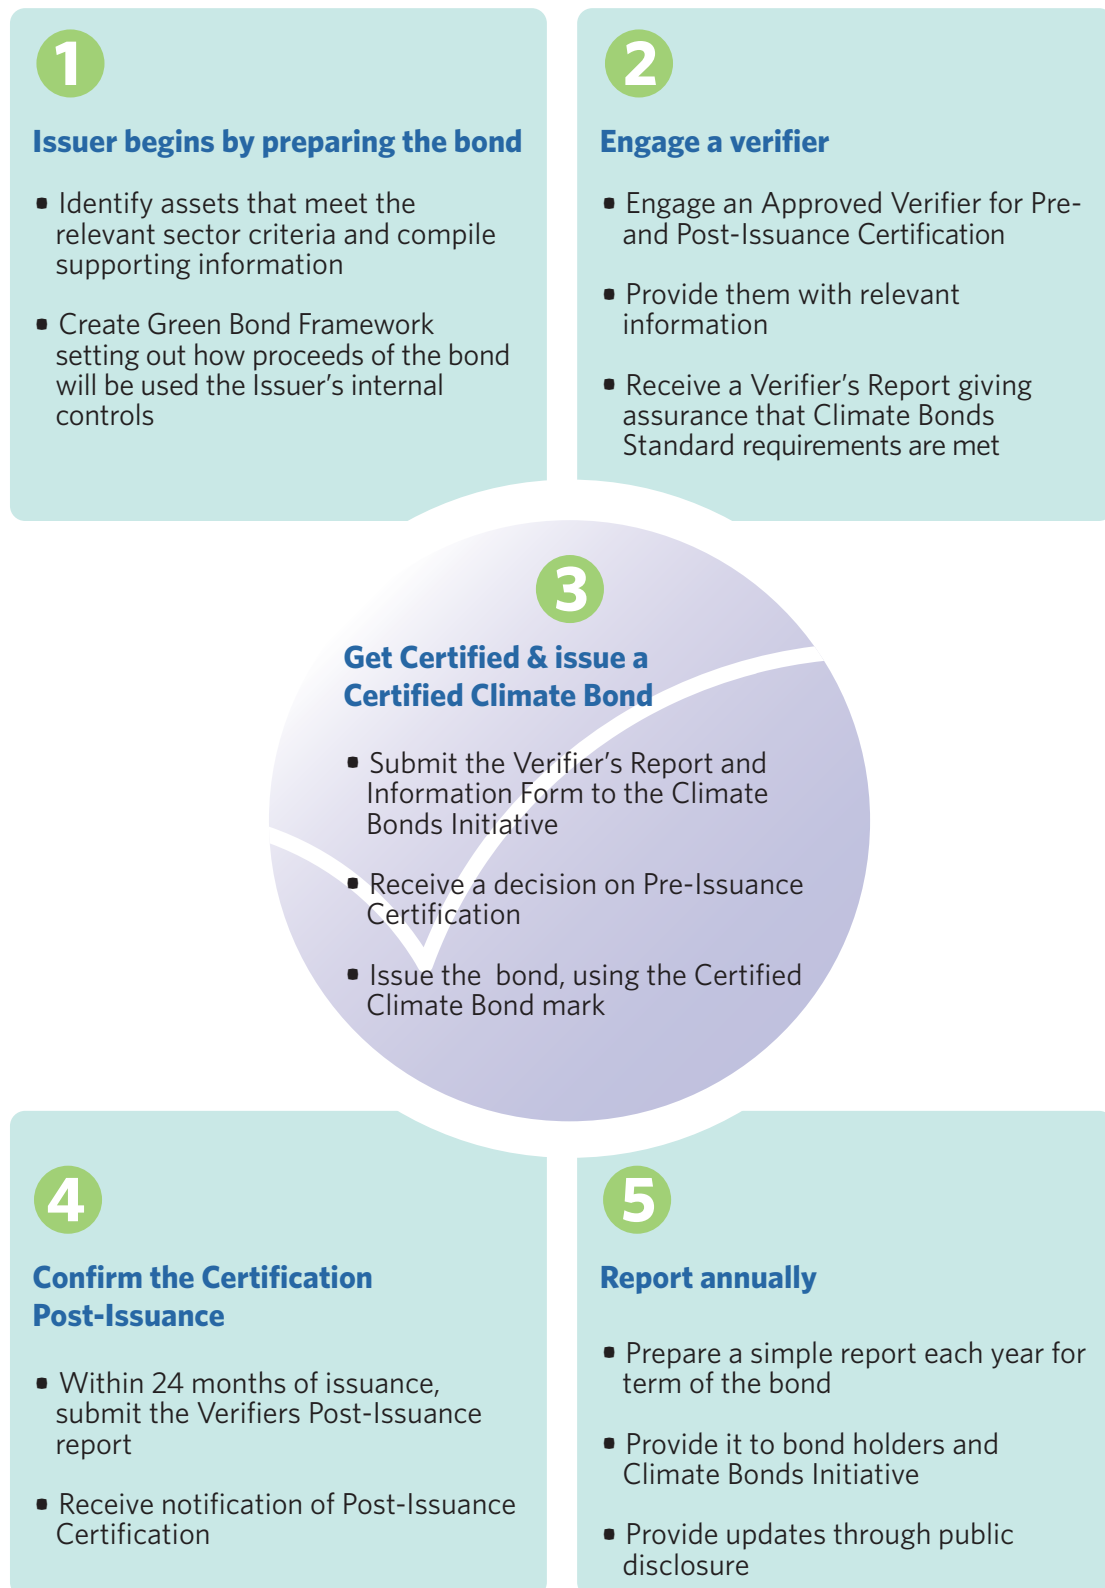 1
Issuer begins by preparing the bond
• Identify assets that meet the
relevant sector criteria and compile
supporting information
• Create Green Bond Framework
setting out how proceeds of the bond
will be used the Issuer’s internal
controls
2
Engage a verifier
• Engage an Approved Verifier for Pre-
and Post-Issuance Certification
• Provide them with relevant
information
• Receive a Verifier’s Report giving
assurance that Climate Bonds
Standard requirements are met
3
Get Certified & issue a
Certified Climate Bond
• Submit the Verifier’s Report and
Information Form to the Climate
Bonds Initiative
• Receive a decision on Pre-Issuance
Certification
• Issue the  bond, using the Certified
Climate Bond mark
4
Confirm the Certification
Post-Issuance
• Within 24 months of issuance,
submit the Verifiers Post-Issuance
report
• Receive notification of Post-Issuance
Certification
5
Report annually
• Prepare a simple report each year for
term of the bond
• Provide it to bond holders and
Climate Bonds Initiative
• Provide updates through public
disclosure